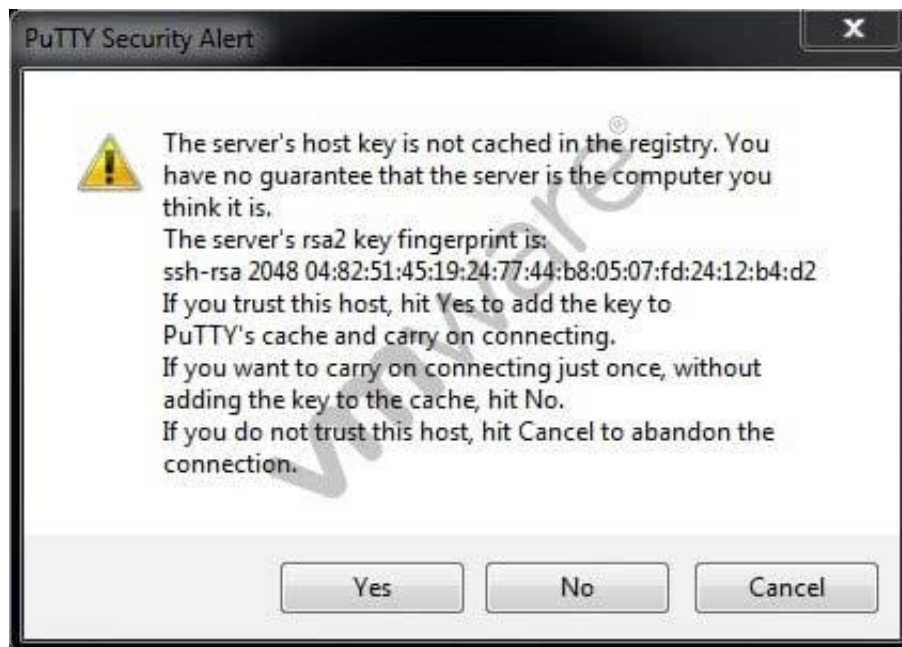 PuTTY Security Alert
x
The server's host key is not cached in the registry. You
have no guarantee that the server is the computer you
think it is.
The server's rsa2 key fingerprint is:
ssh-rsa 2048 04:82:51:45:19:24:77:44:b8:05:07:fd:24:12:b4:d2
If you trust this host, hit Yes to add the key to
PuTTY's cache and carry on connecting.
If you want to carry on connecting just once, without
adding the key to the cache, hit No.
If you do not trust this host, hit Cancel to abandon the
connection.
vmware®
Yes No Cancel